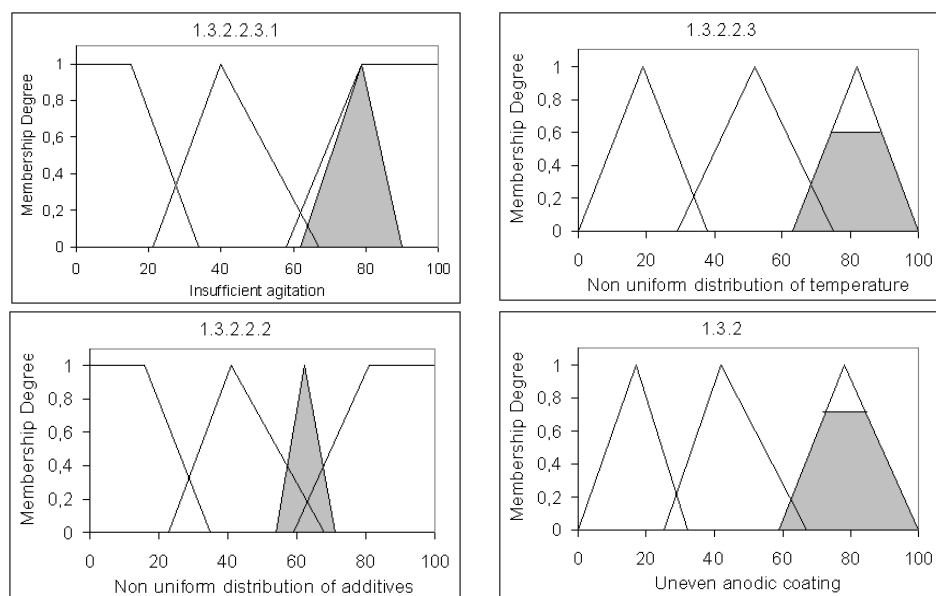 1.3.2.2.3.1
Membership Degree
1
0,8
0,6
0,4
0,2
0
0 20 40 60 80 100
Insufficient agitation
1.3.2.2.3
Membership Degree
1
0,8
0,6
0,4
0,2
0
0 20 40 60 80 100
Non uniform distribution of temperature
1.3.2.2.2
Membership Degree
1
0,8
0,6
0,4
0,2
0
0 20 40 60 80 100
Non uniform distribution of additives
1.3.2
Membership Degree
1
0,8
0,6
0,4
0,2
0
0 20 40 60 80 100
Uneven anodic coating